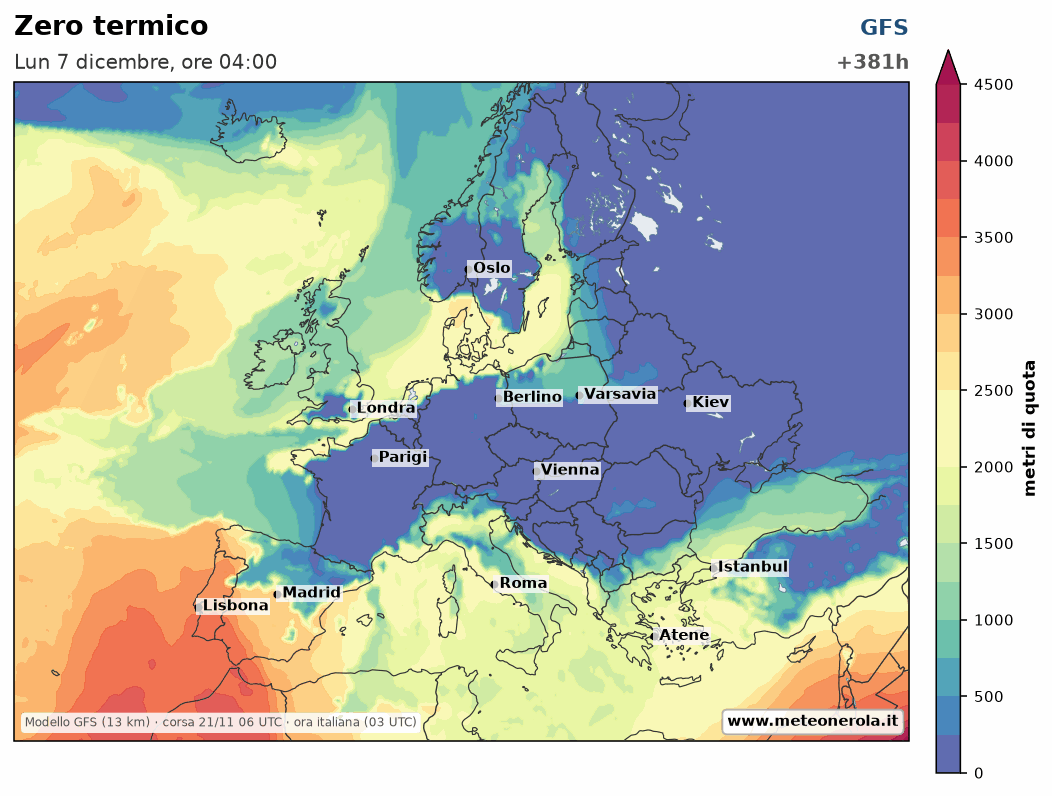 Zero termico
GFS
Lun 7 dicembre, ore 04:00
+381h
Oslo
Londra
Berlino
Varsavia
Kiev
Parigi
Vienna
Istanbul
Roma
Madrid
Lisbona
Atene
Modello GFS (13 km) · corsa 21/11 06 UTC · ora italiana (03 UTC)
www.meteonerola.it
4500
4000
3500
3000
2500
2000
1500
1000
500
0
metri di quota